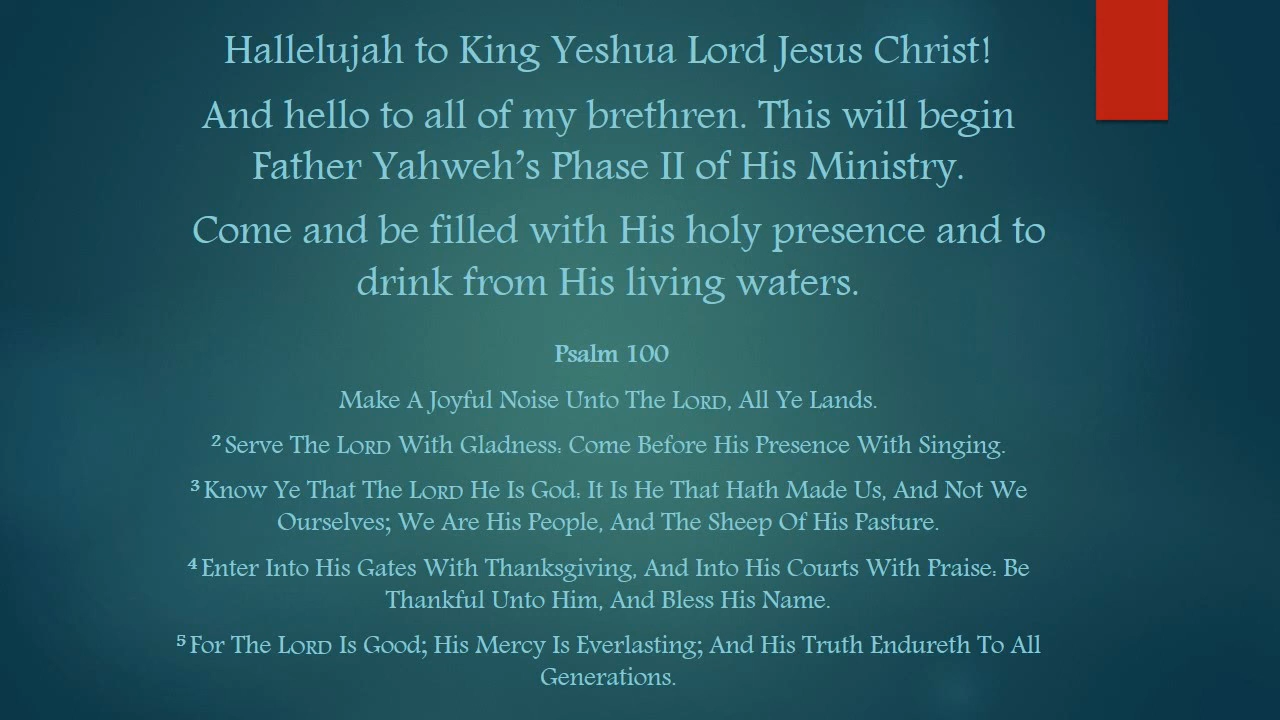 Hallelujah to King Yeshua Lord Jesus Christ!
And hello to all of my brethren. This will begin
Father Yahweh’s Phase II of His Ministry.
Come and be filled with His holy presence and to
drink from His living waters.
Psalm 100
Make A Joyful Noise Unto The LORD, All Ye Lands.
² Serve The LORD With Gladness: Come Before His Presence With Singing.
³ Know Ye That The LORD He Is God: It Is He That Hath Made Us, And Not We
Ourselves; We Are His People, And The Sheep Of His Pasture.
⁴ Enter Into His Gates With Thanksgiving, And Into His Courts With Praise: Be
Thankful Unto Him, And Bless His Name.
⁵ For The LORD Is Good; His Mercy Is Everlasting; And His Truth Endureth To All
Generations.